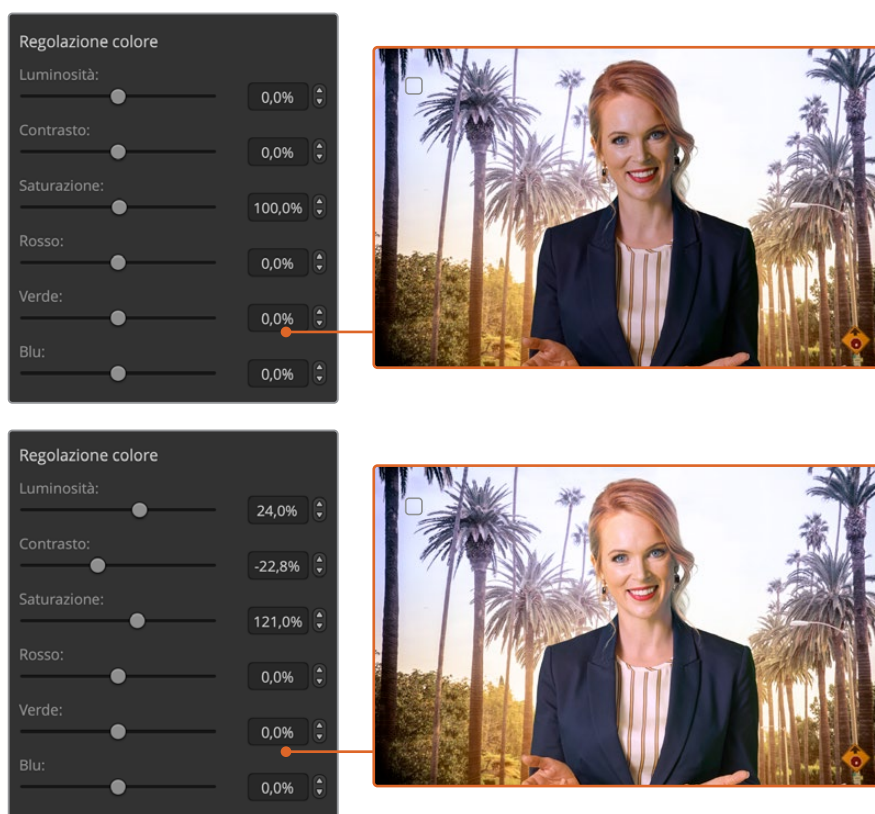 Regolazione colore
Luminosità:
0,0%
Contrasto:
0,0%
Saturazione:
100,0%
Rosso:
0,0%
Verde:
0,0%
Blu:
0,0%
Regolazione colore
Luminosità:
24,0%
Contrasto:
-22,8%
Saturazione:
121,0%
Rosso:
0,0%
Verde:
0,0%
Blu:
0,0%